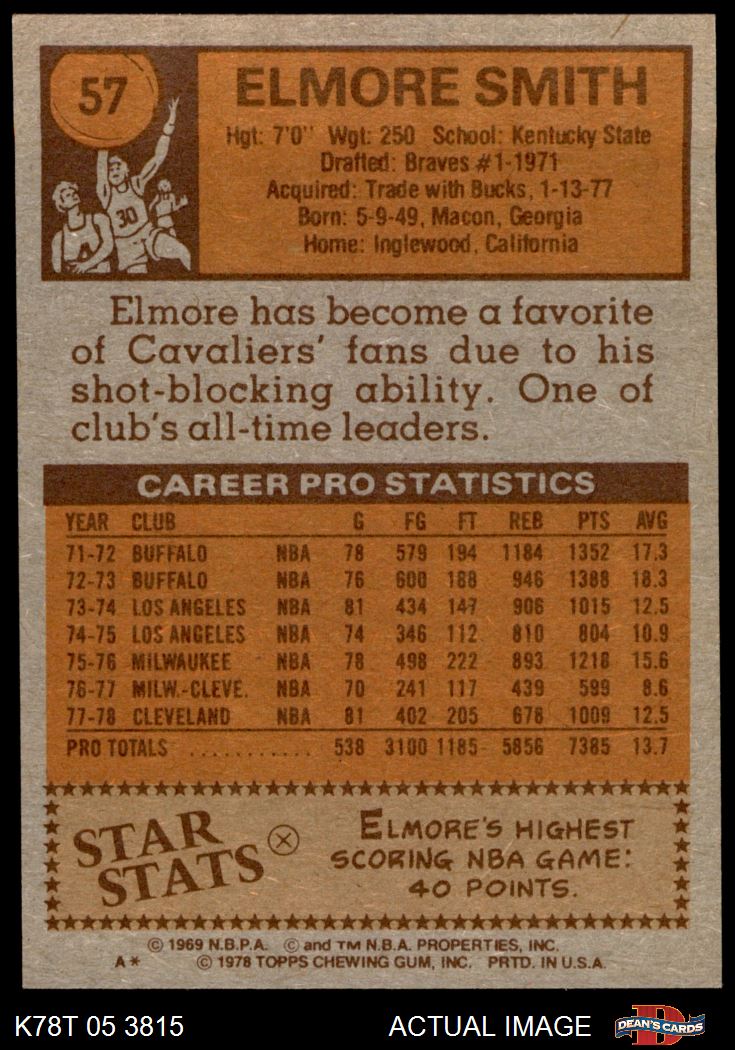 57
ELMORE SMITH
Hgt: 7'0" Wgt: 250 School: Kentucky State
Drafted: Braves #1-1971
Acquired: Trade with Bucks, 1-13-77
Born: 5-9-49, Macon, Georgia
Home: Inglewood, California
30
Elmore has become a favorite
of Cavaliers' fans due to his
shot-blocking ability. One of
club's all-time leaders.
CAREER PRO STATISTICS
YEAR CLUB G FG FT REB PTS AVG
71-72 BUFFALO NBA 78 579 194 1184 1352 17.3
72-73 BUFFALO NBA 76 600 188 946 1388 18.3
73-74 LOS ANGELES NBA 81 434 147 906 1015 12.5
74-75 LOS ANGELES NBA 74 346 112 810 804 10.9
75-76 MILWAUKEE NBA 78 498 222 893 1218 15.6
76-77 MILW.-CLEVE. NBA 70 241 117 439 599 8.6
77-78 CLEVELAND NBA 81 402 205 678 1009 12.5
PRO TOTALS ........... 538 3100 1185 5856 7385 13.7
STAR STATS
ELMORE'S HIGHEST
SCORING NBA GAME:
40 POINTS.
© 1969 N.B.P.A. © and TM N.B.A. PROPERTIES, INC.
A* © 1978 TOPPS CHEWING GUM, INC. PRTD. IN U.S.A.
K78T 05 3815 ACTUAL IMAGE DEAN'S CARDS